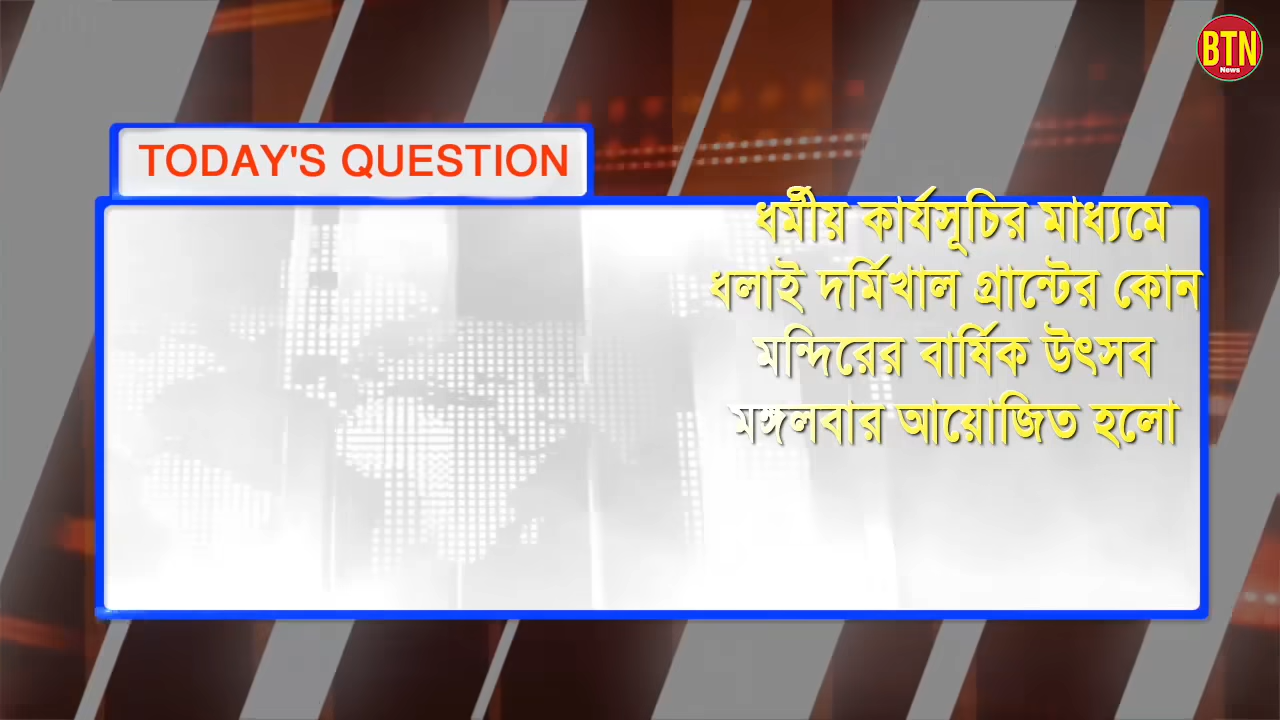 BTN
News
TODAY'S QUESTION
ধর্মীয় কার্যসূচির মাধ্যমে
ধলাই দর্মিখাল গ্রান্টের কোন
মন্দিরের বার্ষিক উৎসব
মঙ্গলবার আয়োজিত হলো